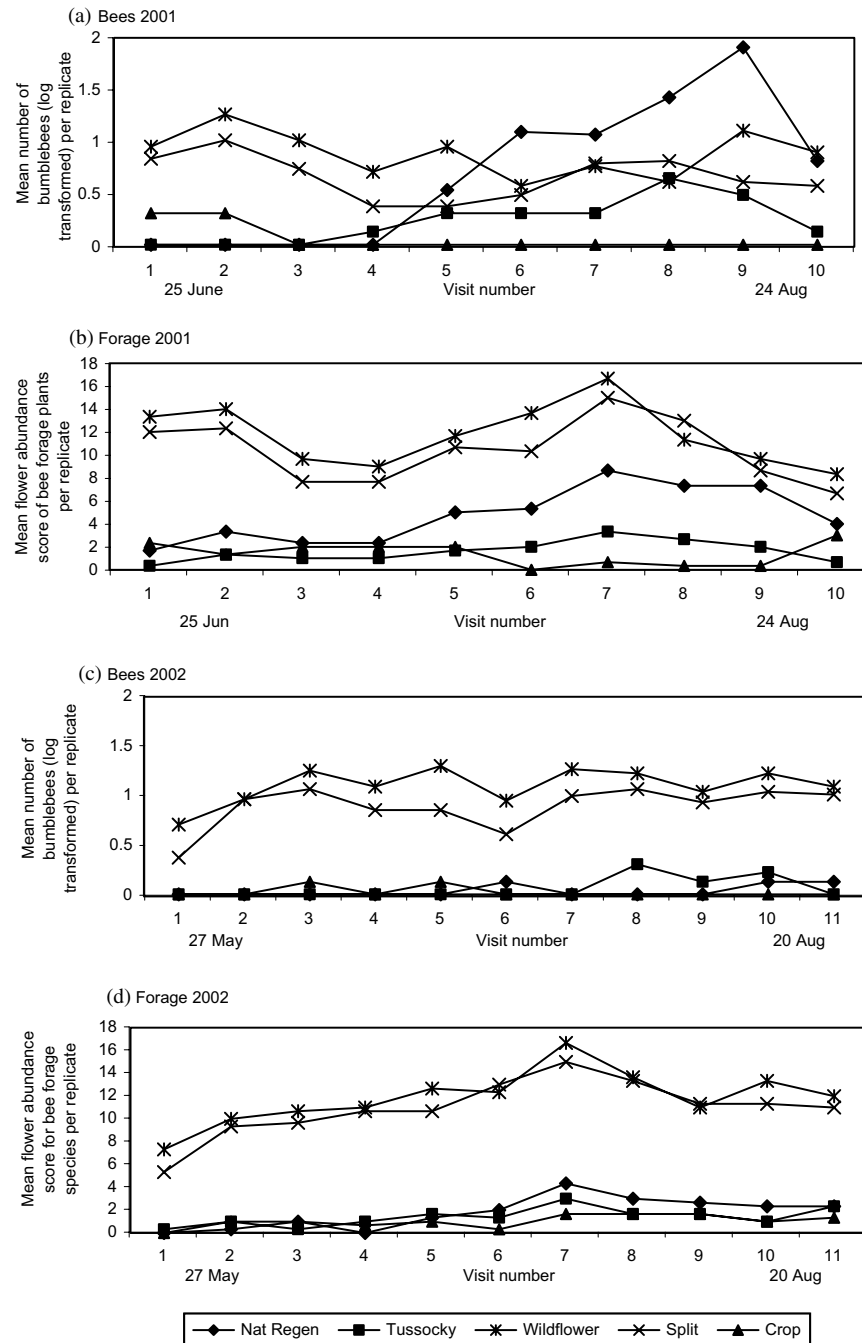 (a) Bees 2001
Mean number of
bumblebees (log
transformed) per replicate
2
1.5
1
0.5
0
1 2 3 4 5 6 7 8 9 10
25 June Visit number 24 Aug
(b) Forage 2001
Mean flower abundance
score of bee forage plants
per replicate
18
16
14
12
10
8
6
4
2
0
1 2 3 4 5 6 7 8 9 10
25 Jun Visit number 24 Aug
(c) Bees 2002
Mean number of
bumblebees (log
transformed) per replicate
2
1.5
1
0.5
0
1 2 3 4 5 6 7 8 9 10 11
27 May Visit number 20 Aug
(d) Forage 2002
Mean flower abundance
score for bee forage
species per replicate
18
16
14
12
10
8
6
4
2
0
1 2 3 4 5 6 7 8 9 10 11
27 May Visit number 20 Aug
Nat Regen Tussocky Wildflower Split Crop